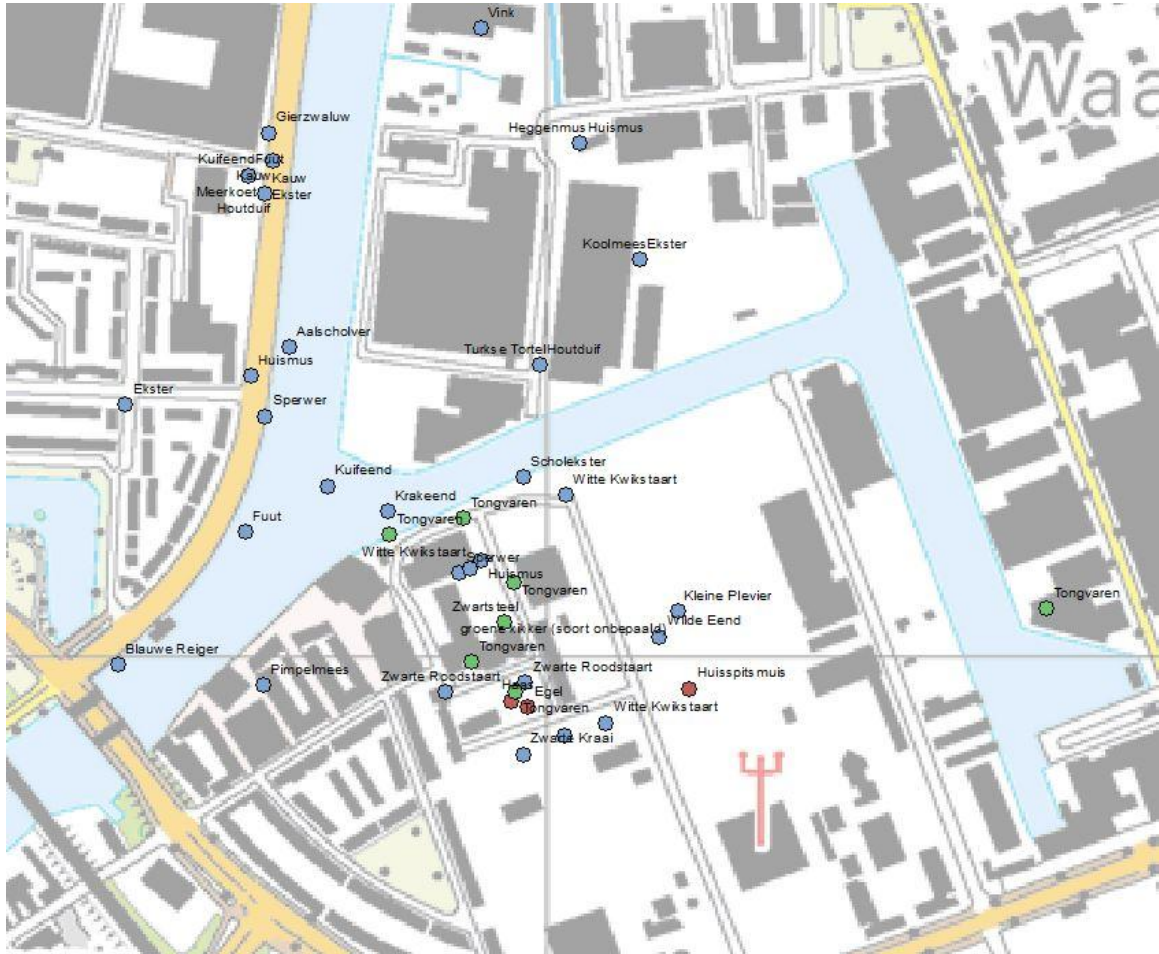 Vink
Waa
Gierzwaluw
Heggenmus Huismus
KuifeendFuut
Kauw
Kauw
Meerkoet
Ekster
Houtduif
KoolmeesEkster
Aalscholver
Turkse TortelHoutduif
Huismus
Ekster
Sperwer
Scholekster
Kuifeend
Witte Kwikstaart
Krakeend
Tongvaren
Fuut
Tongvaren
Witte Kwikstaart
Sperwer
Huismus
Tongvaren
Kleine Plevier
Tongvaren
Zwartsteel
groene kikker (soort onbepaald)
Wilde Eend
Tongvaren
Blauwe Reiger
Zwarte Roodstaart
Huisspitsmuis
Pimpelmees
Zwarte Roodstaart
Haas
Egel
Tongvaren
Witte Kwikstaart
Zwarte Kraai